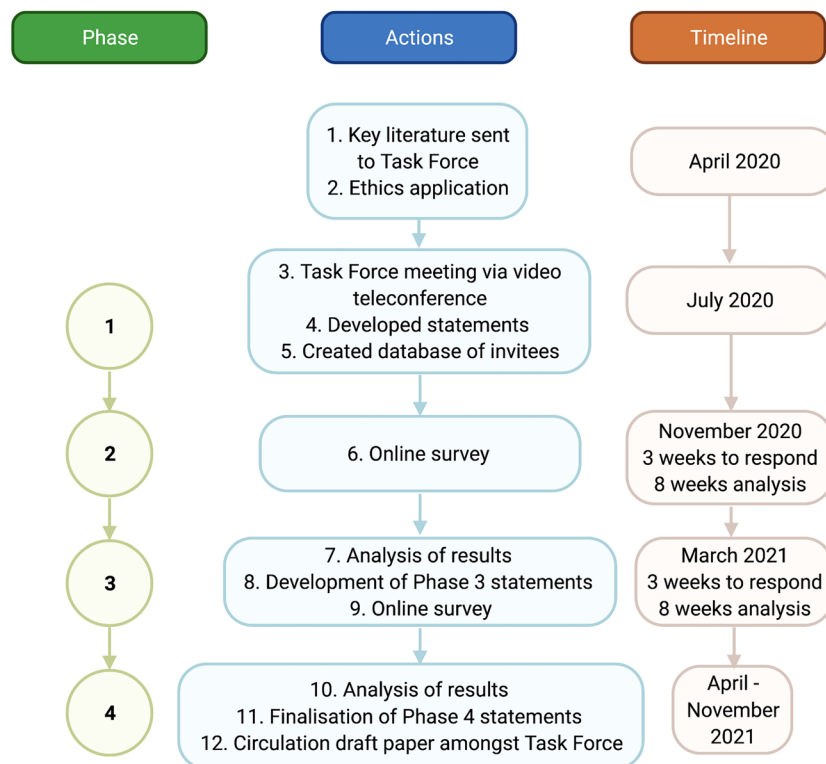 Phase
Actions
Timeline
1. Key literature sent
to Task Force
2. Ethics application
April 2020
1
3. Task Force meeting via video
teleconference
4. Developed statements
5. Created database of invitees
July 2020
2
6. Online survey
November 2020
3 weeks to respond
8 weeks analysis
3
7. Analysis of results
8. Development of Phase 3 statements
9. Online survey
March 2021
3 weeks to respond
8 weeks analysis
4
10. Analysis of results
11. Finalisation of Phase 4 statements
12. Circulation draft paper amongst Task Force
April -
November
2021